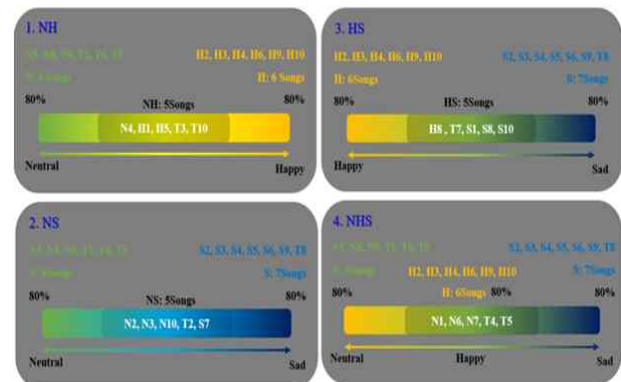 1. NH
H2, H3, H4, H6, H9, H10
H: 6 Songs
80%
NH: 5Songs
80%
N4, H1, H5, T3, T10
Neutral
Happy
3. HS
H2, H3, H4, H6, H9, H10
S2, S3, S4, S5, S6, S9, T8
H: 6Songs
S: 7Songs
80%
HS: 5Songs
80%
H8 , T7, S1, S8, S10
Happy
Sad
2. NS
S2, S3, S4, S5, S6, S9, T8
S: 7Songs
80%
NS: 5Songs
80%
N2, N3, N10, T2, S7
Neutral
Sad
4. NHS
S2, S3, S4, S5, S6, S9, T8
H2, H3, H4, H6, H9, H10
S: 7Songs
80%
H: 6Songs
80%
80%
N1, N6, N7, T4, T5
Neutral
Happy
Sad